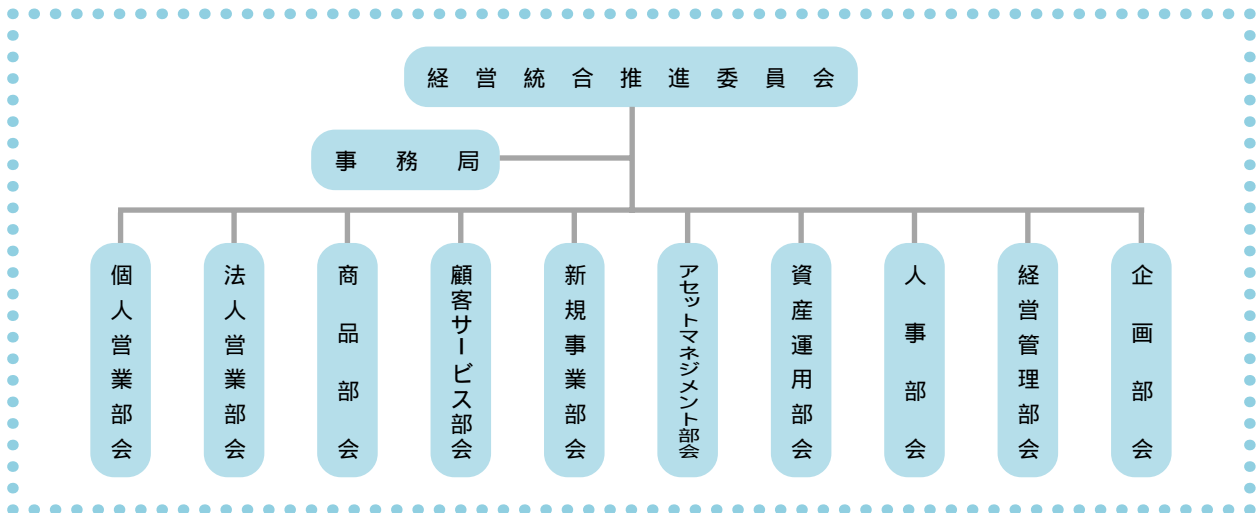 経営統合推進委員会
事務局
個人営業部会
法人営業部会
商品部会
顧客サービス部会
新規事業部会
アセットマネジメント部会
資産運用部会
人事部会
経営管理部会
企画部会